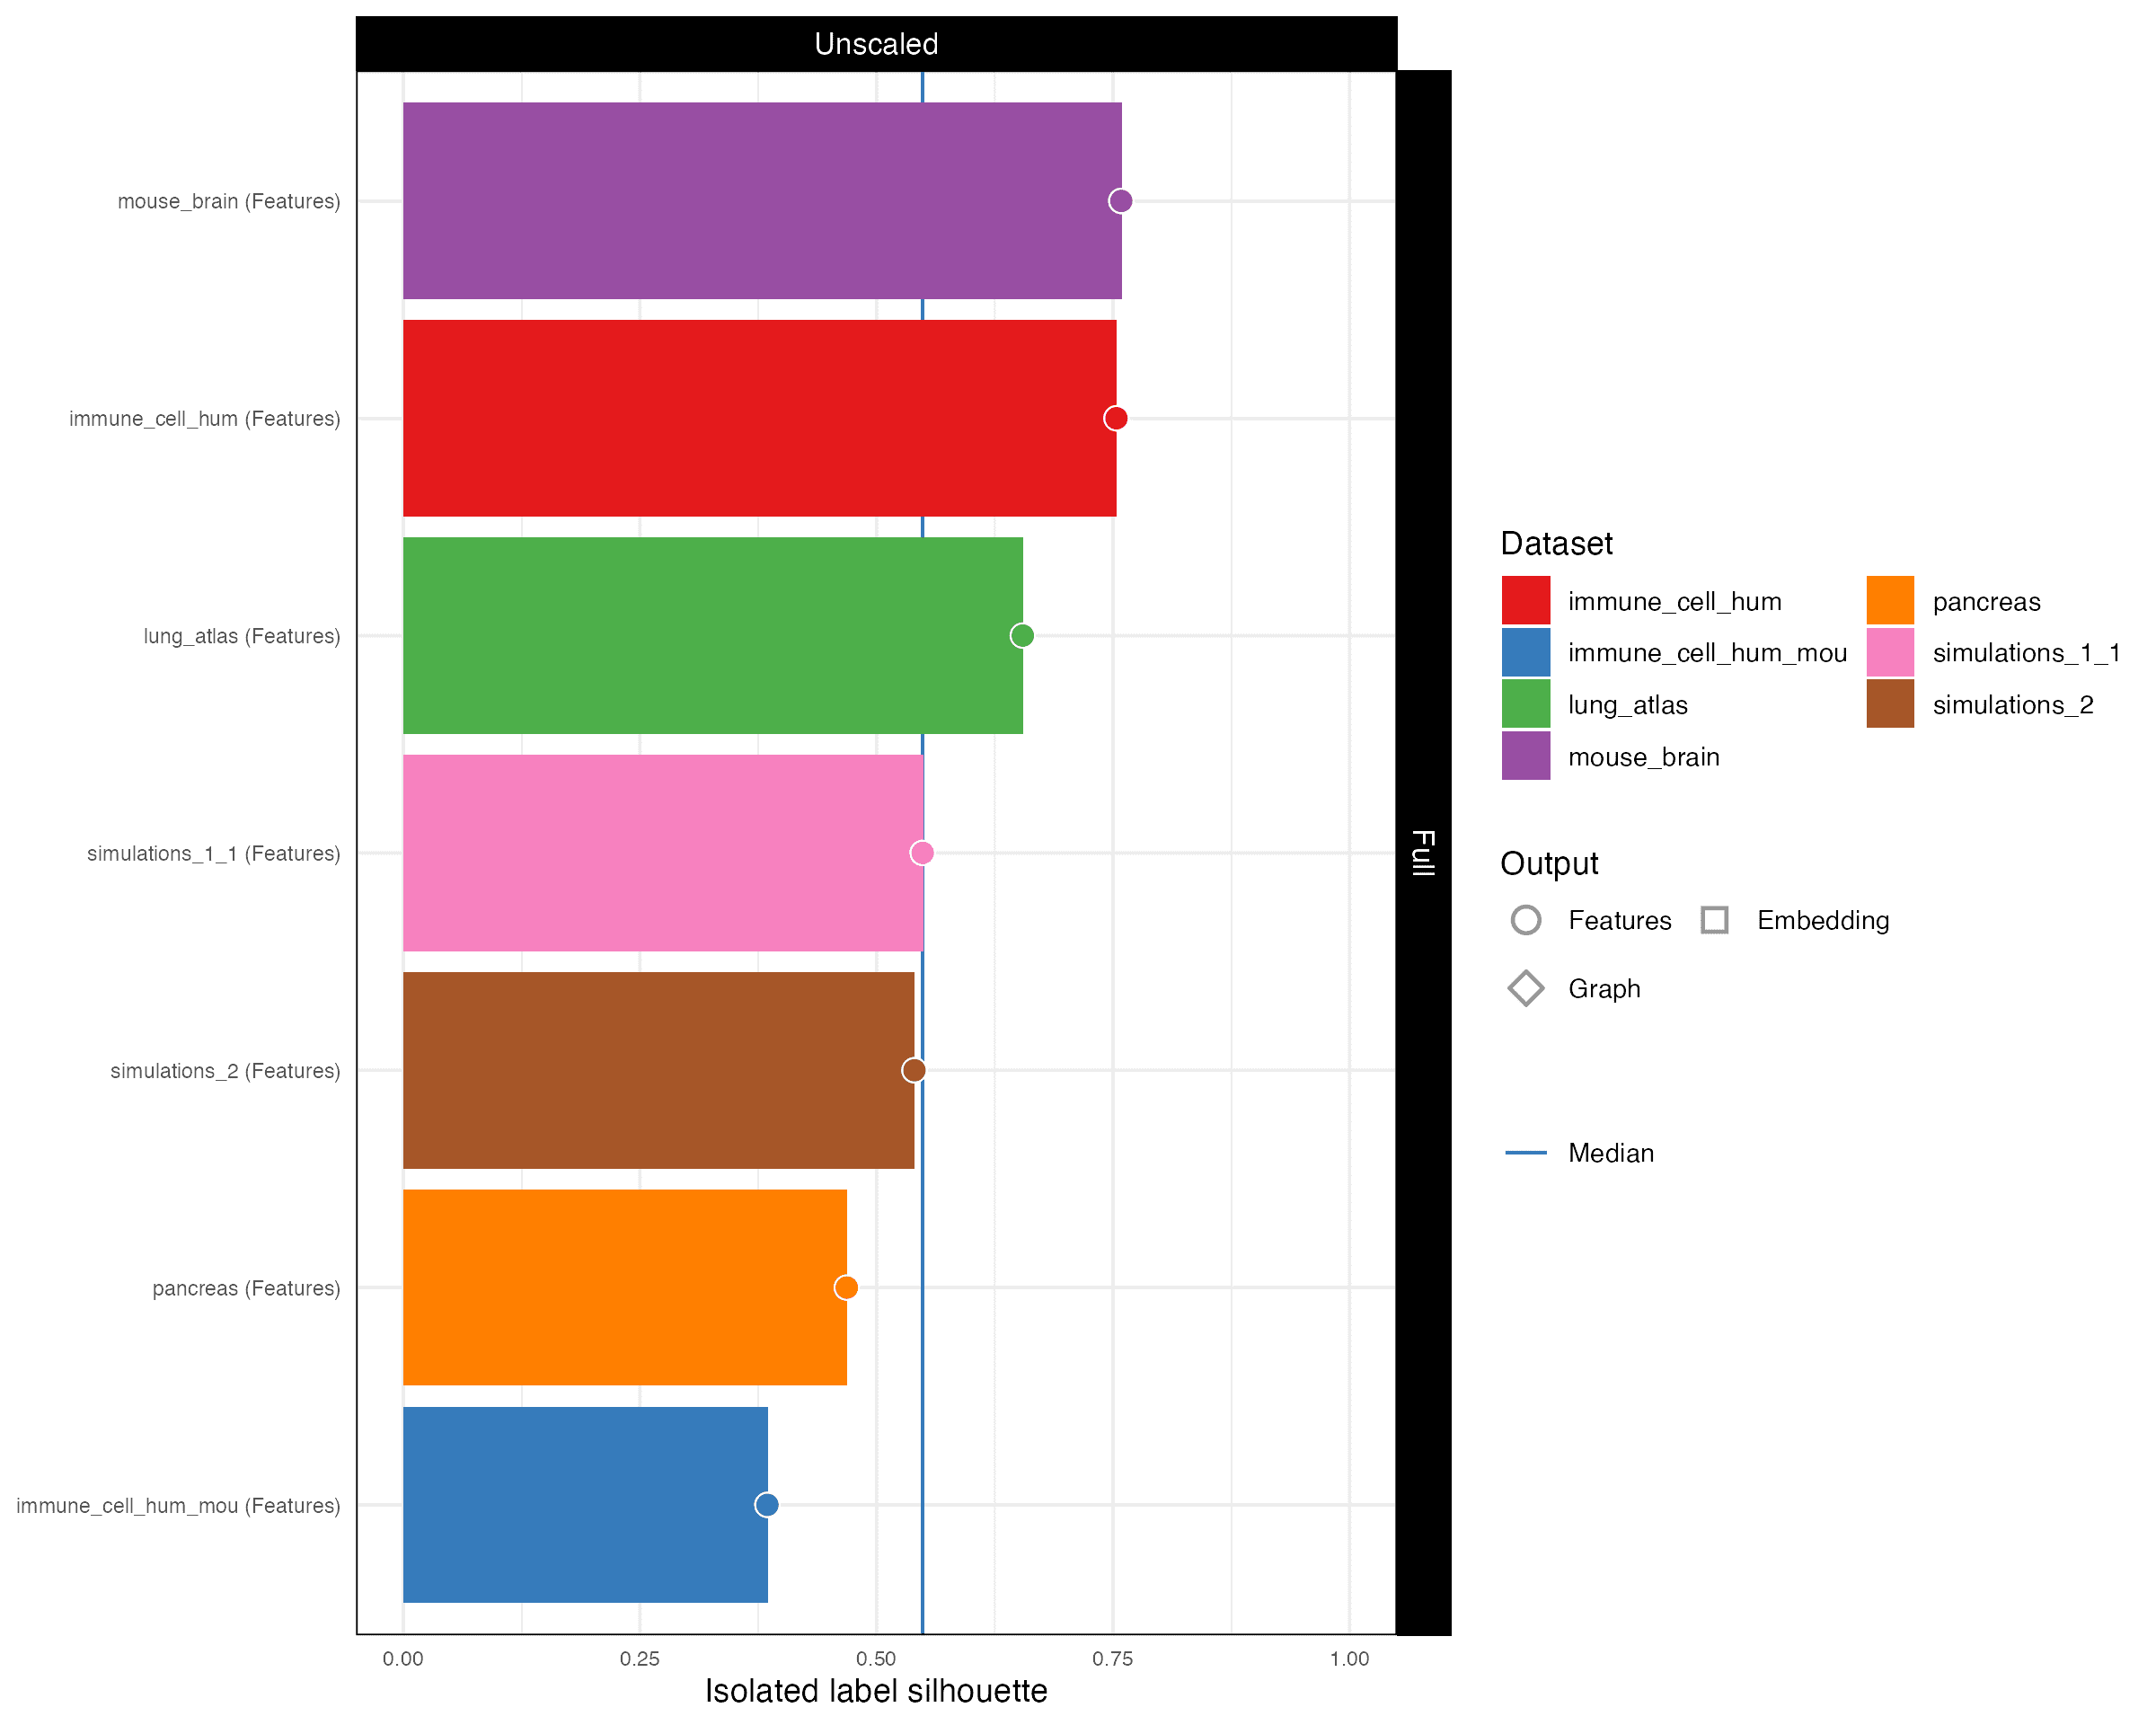 Unscaled
mouse_brain (Features)
immune_cell_hum (Features)
lung_atlas (Features)
simulations_1_1 (Features)
simulations_2 (Features)
pancreas (Features)
immune_cell_hum_mou (Features)
0.00 0.25 0.50 0.75 1.00
Isolated label silhouette
Full
Dataset
immune_cell_hum pancreas
immune_cell_hum_mou simulations_1_1
lung_atlas simulations_2
mouse_brain
Output
Features Embedding
Graph
Median